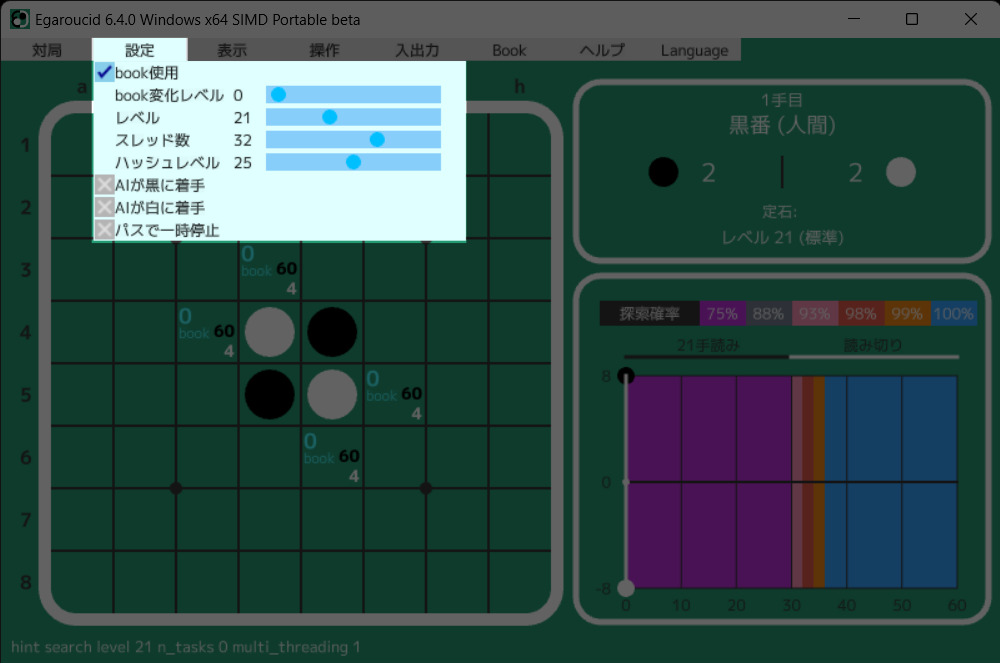 Egaroucid 6.4.0 Windows x64 SIMD Portable beta
対局 設定 表示 操作 入出力 Book ヘルプ Language
book使用
book変化レベル 0
レベル 21
スレッド数 32
ハッシュレベル 25
AIが黒に着手
AIが白に着手
パスで一時停止
a h
1
2
3
4
5
6
7
8
0
book 60
4
0
book 60
4
0
book 60
4
0
book 60
4
1手目
黒番 (人間)
2 2
定石:
レベル 21 (標準)
探索確率 75% 88% 93% 98% 99% 100%
21手読み 読み切り
8
0
-8
0 10 20 30 40 50 60
hint search level 21 n_tasks 0 multi_threading 1